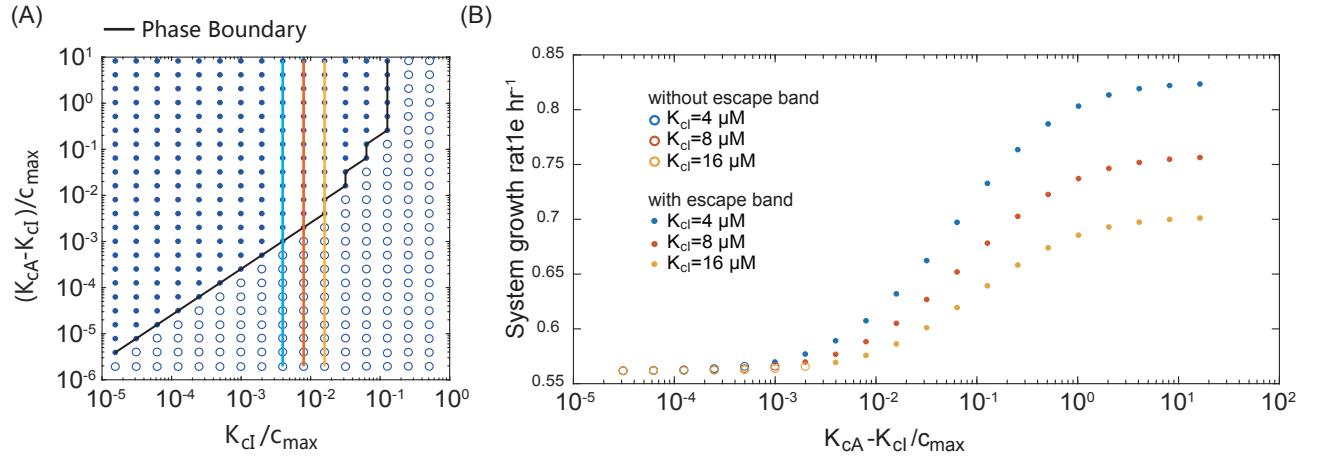 (A)
Phase Boundary
(K_cA-K_cI)/c_max
10^1
10^0
10^-1
10^-2
10^-3
10^-4
10^-5
10^-6
10^-5
10^-4
10^-3
10^-2
10^-1
10^0
K_cI/c_max
(B)
System growth rat1e hr^-1
0.85
0.8
0.75
0.7
0.65
0.6
0.55
without escape band
K_cI=4 μM
K_cI=8 μM
K_cI=16 μM
with escape band
K_cI=4 μM
K_cI=8 μM
K_cI=16 μM
10^-5
10^-4
10^-3
10^-2
10^-1
10^0
10^1
10^2
K_cA-K_cI/c_max